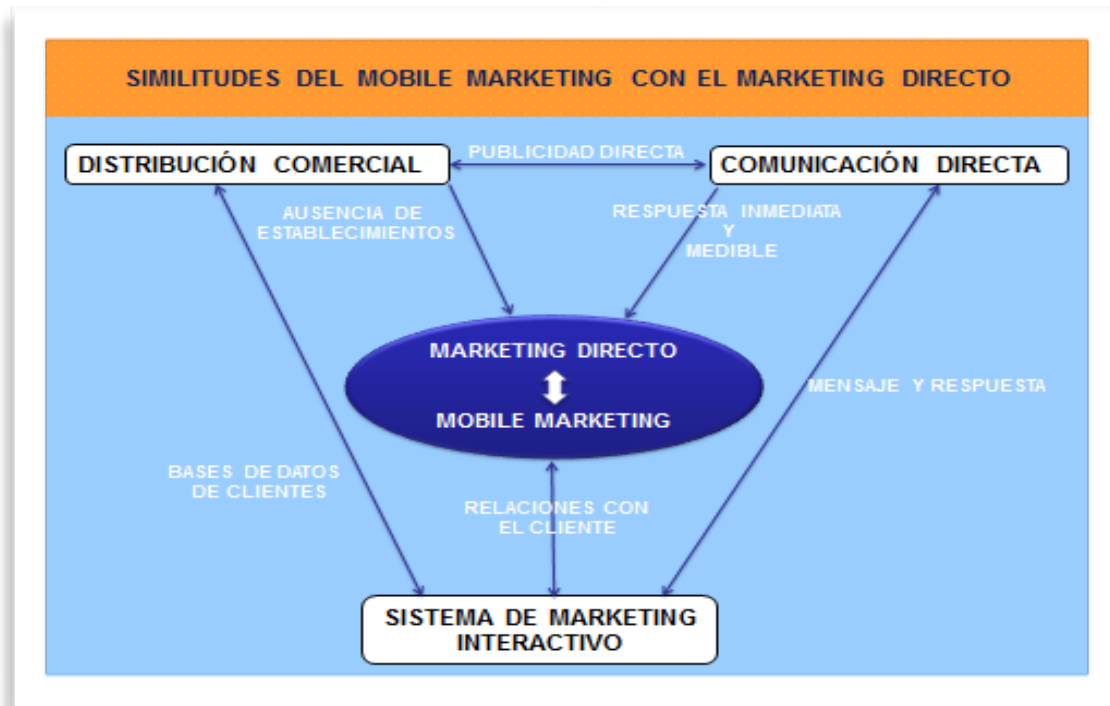 SIMILITUDES DEL MOBILE MARKETING CON EL MARKETING DIRECTO
DISTRIBUCIÓN COMERCIAL
PUBLICIDAD DIRECTA
COMUNICACIÓN DIRECTA
AUSENCIA DE
ESTABLECIMIENTOS
RESPUESTA INMEDIATA
Y
MEDIBLE
MARKETING DIRECTO
MOBILE MARKETING
MENSAJE Y RESPUESTA
BASES DE DATOS
DE CLIENTES
RELACIONES CON
EL CLIENTE
SISTEMA DE MARKETING
INTERACTIVO